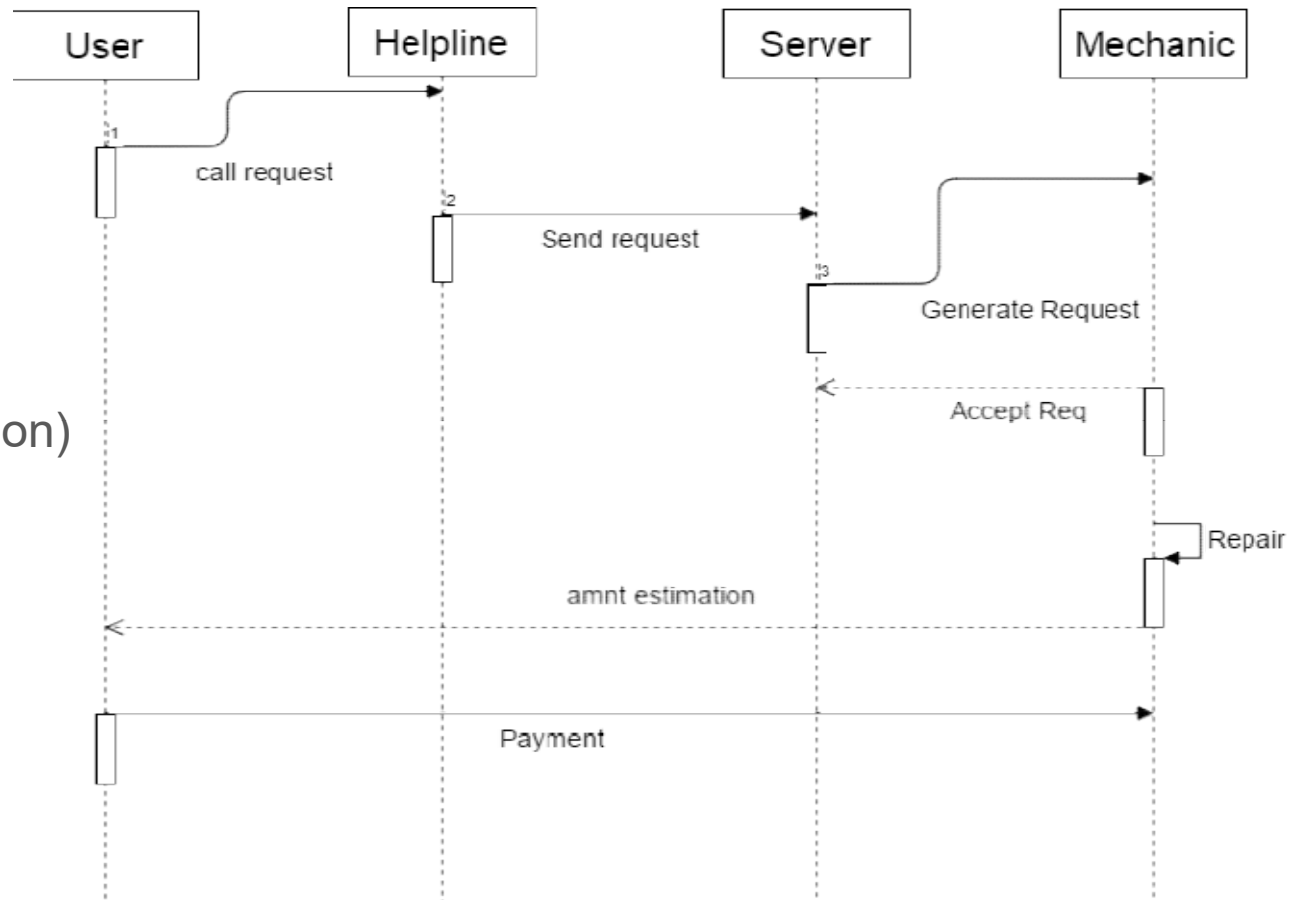 User
Helpline
Server
Mechanic
1
call request
2
Send request
3
Generate Request
Accept Req
on)
Repair
amnt estimation
Payment